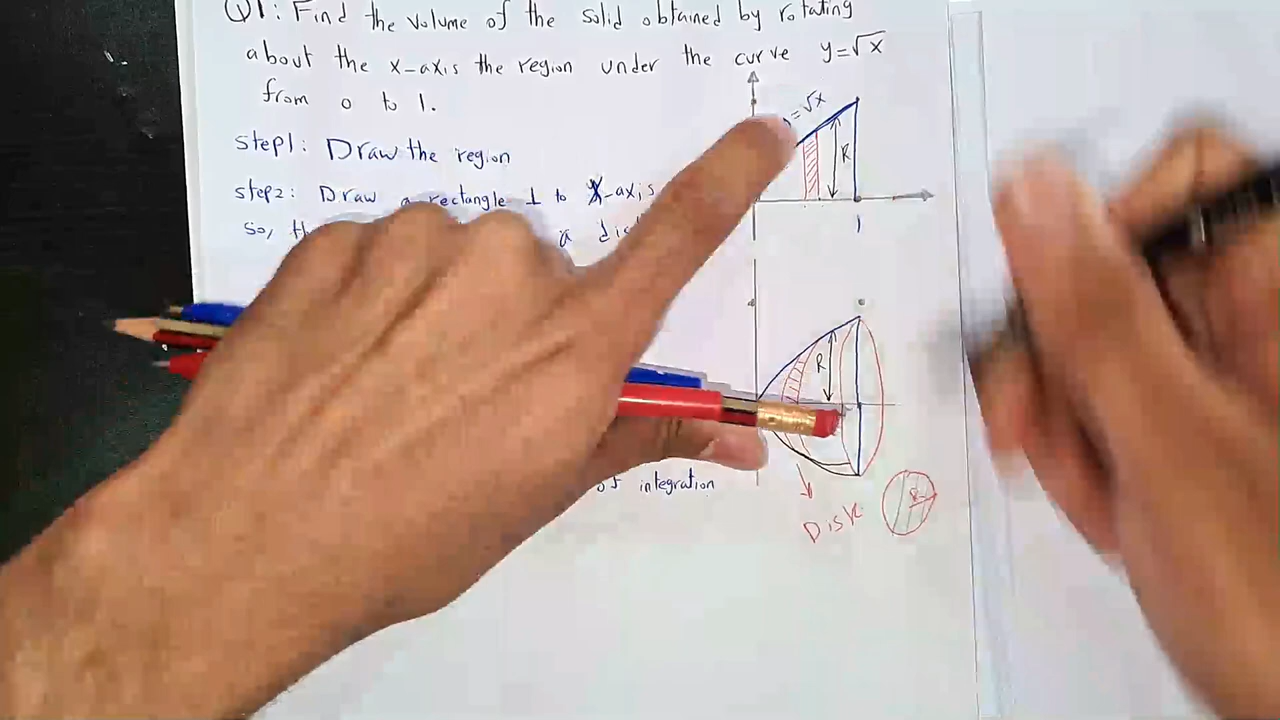 Q1: Find the volume of the solid obtained by rotating
about the x-axis the region under the curve y=√x
from 0 to 1.
step1: Draw the region
step2: Draw a rectangle ⊥ to X-axis
so,
a
of integration
= √x
R
1
R
Disk
R